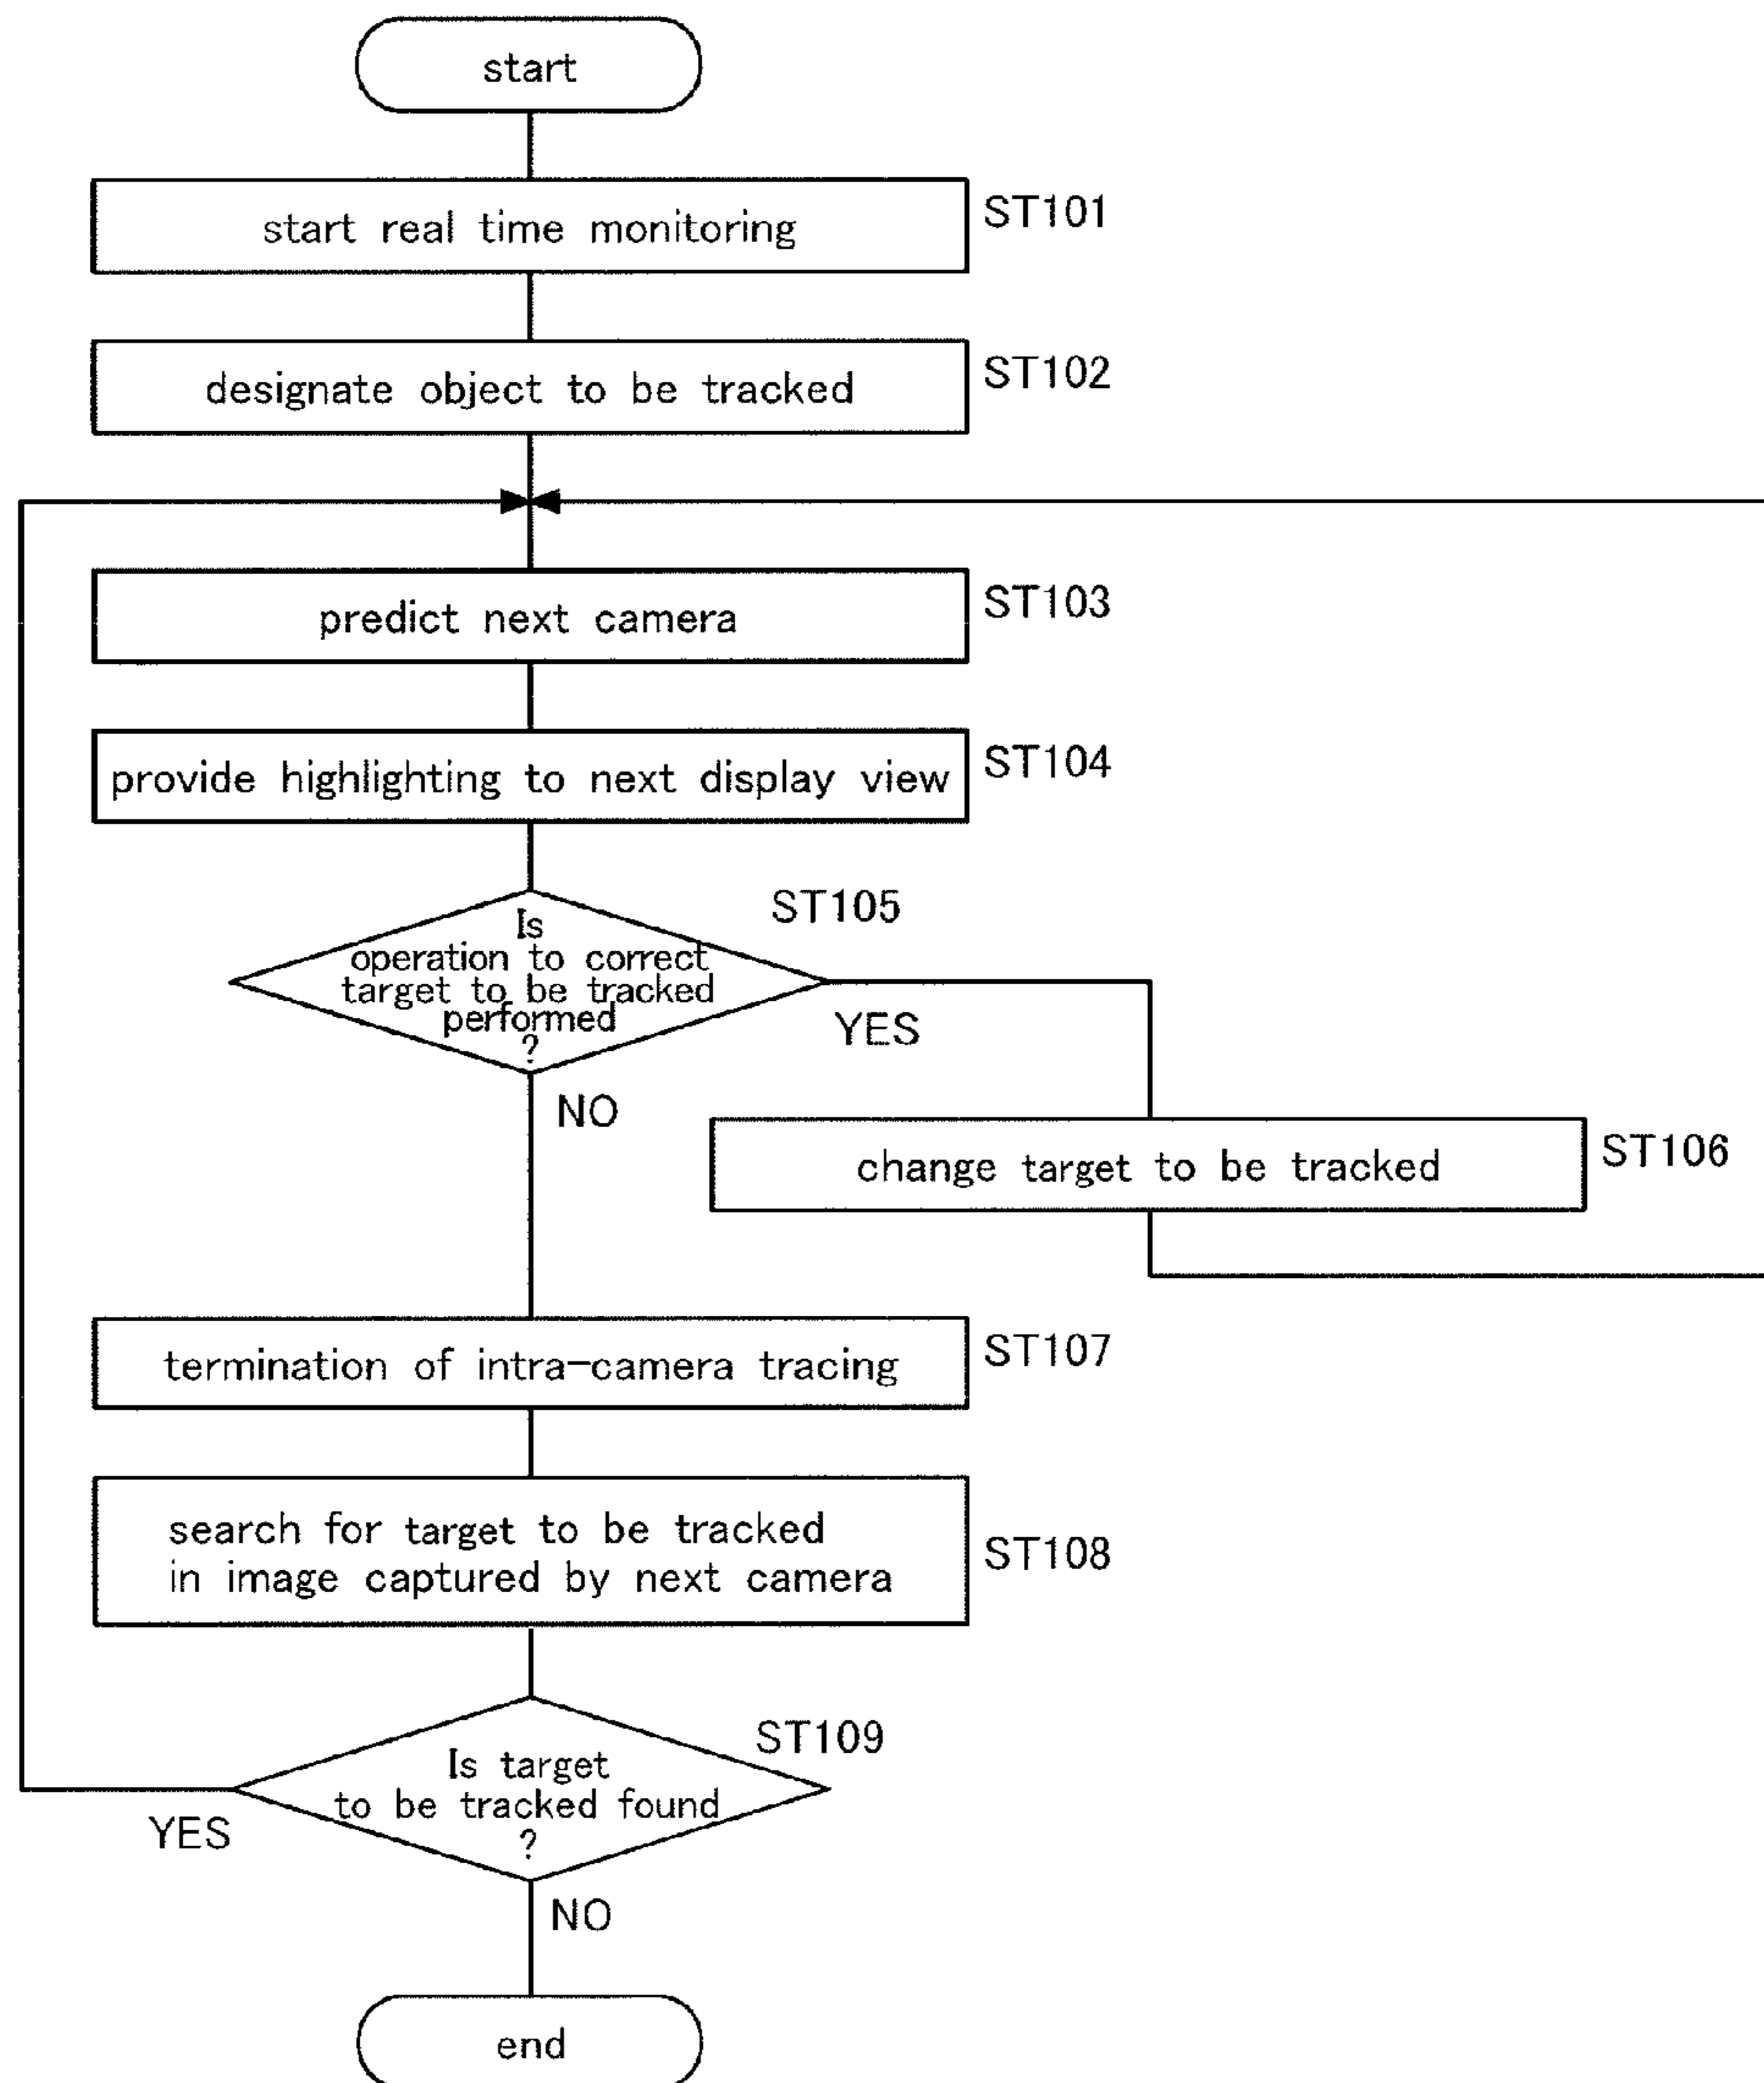 start
start real time monitoring
ST101
designate object to be tracked
ST102
predict next camera
ST103
provide highlighting to next display view
ST104
Is
operation to correct
target to be tracked
performed
?
ST105
YES
NO
change target to be tracked
ST106
termination of intra-camera tracing
ST107
search for target to be tracked
in image captured by next camera
ST108
Is target
to be tracked found
?
ST109
YES
NO
end